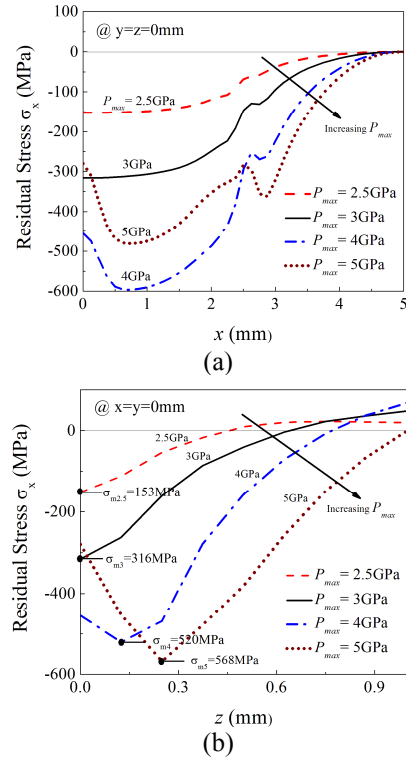 @ y=z=0mm
100
0
-100
-200
-300
-400
-500
-600
Residual Stress σx (MPa)
Pmax = 2.5GPa
3GPa
5GPa
4GPa
Increasing Pmax
Pmax = 2.5GPa
Pmax = 3GPa
Pmax = 4GPa
Pmax = 5GPa
0 1 2 3 4 5
x (mm)
(a)
@ x=y=0mm
0
-200
-400
-600
Residual Stress σx (MPa)
2.5GPa
3GPa
4GPa
5GPa
Increasing Pmax
σm2.5=153MPa
σm3=316MPa
σm4=520MPa
σm5=568MPa
Pmax = 2.5GPa
Pmax = 3GPa
Pmax = 4GPa
Pmax = 5GPa
0.0 0.3 0.6 0.9
z (mm)
(b)